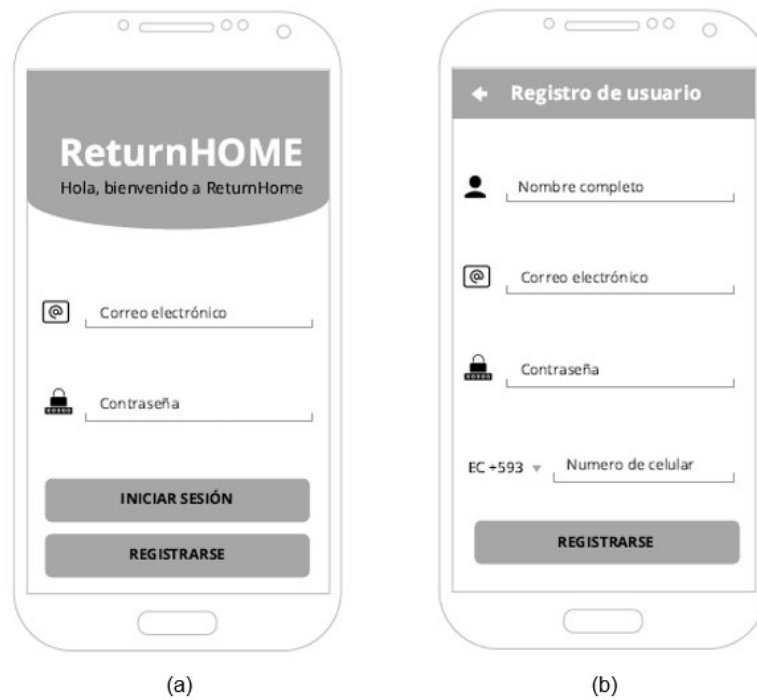 ReturnHOME
Hola, bienvenido a ReturnHome
Correo electrónico
Contraseña
INICIAR SESIÓN
REGISTRARSE
(a)
Registro de usuario
Nombre completo
Correo electrónico
Contraseña
EC +593 Numero de celular
REGISTRARSE
(b)